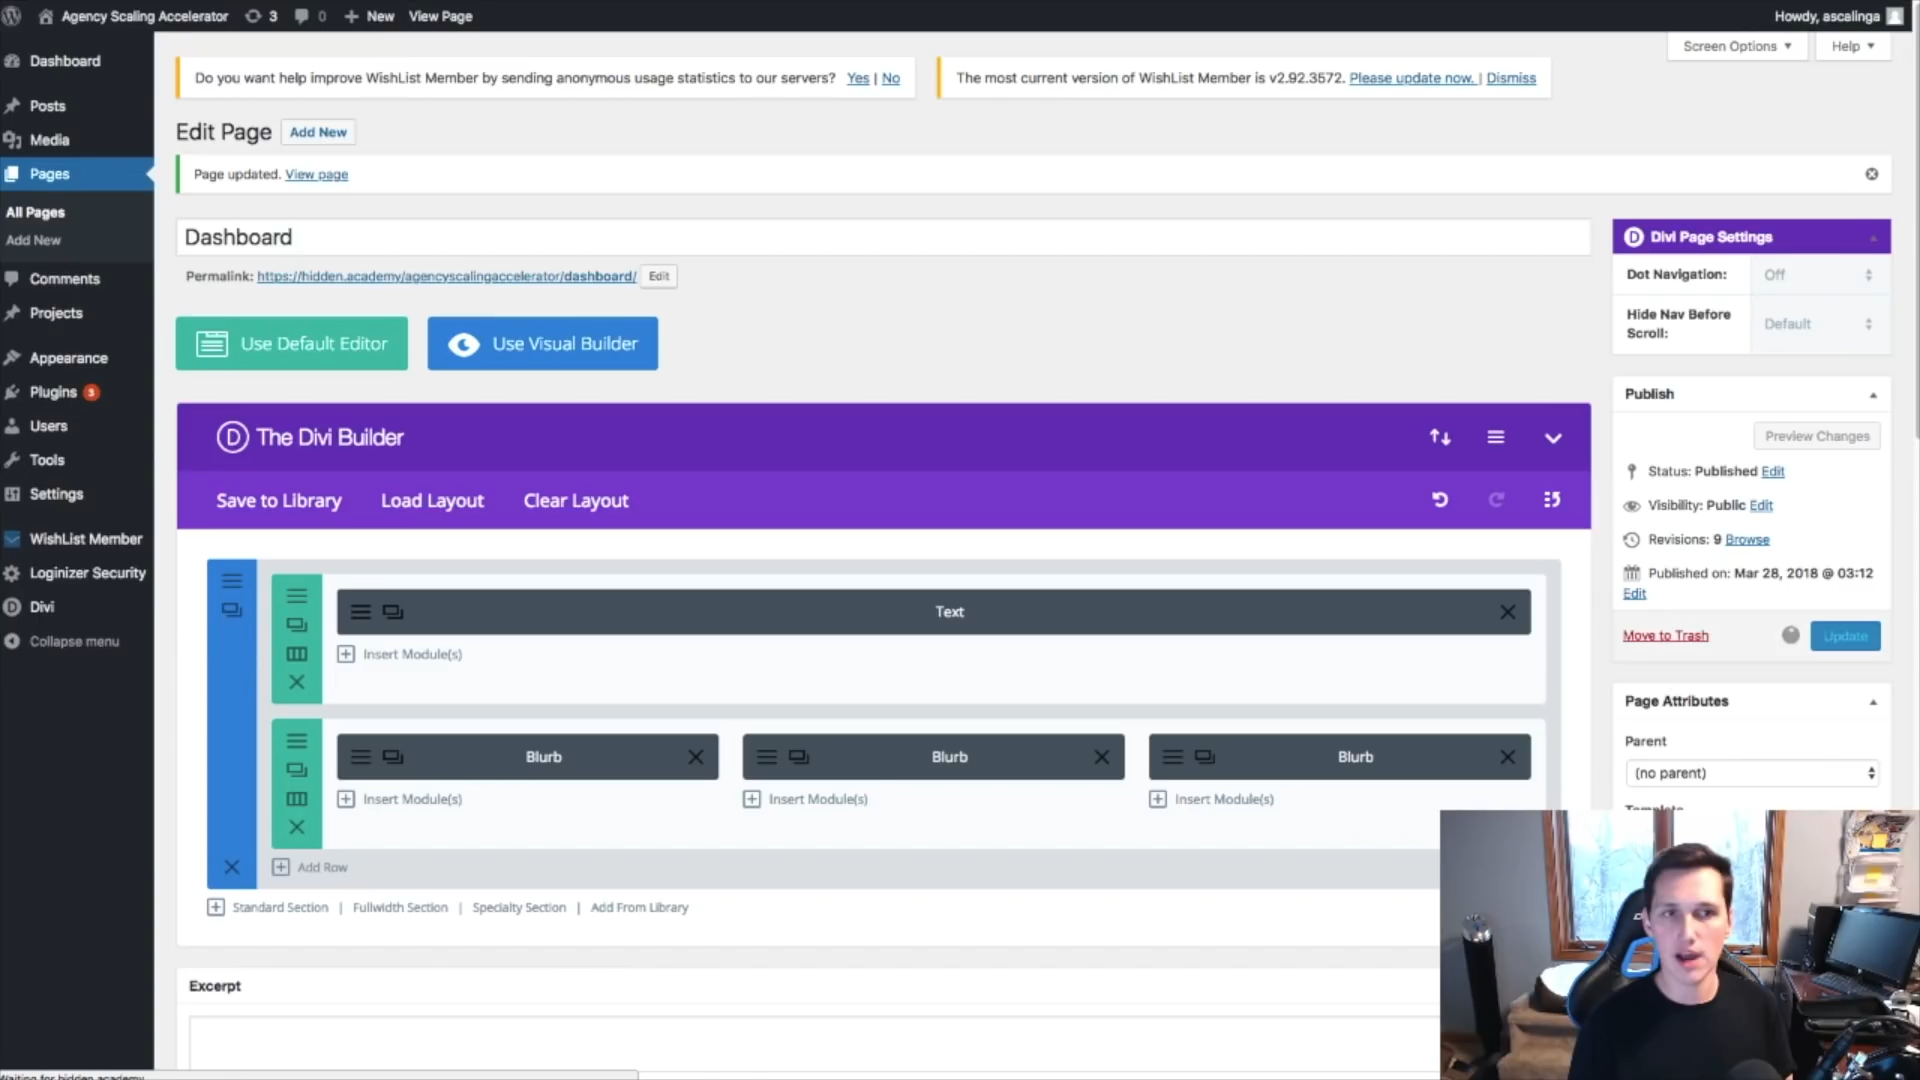 Agency Scaling Accelerator 3 0 New View Page Howdy, ascalinga
Screen Options Help
Dashboard
Posts
Media
Pages
All Pages
Add New
Comments
Projects
Appearance
Plugins 3
Users
Tools
Settings
WishList Member
Loginizer Security
Divi
Collapse menu
Do you want help improve WishList Member by sending anonymous usage statistics to our servers? Yes | No
The most current version of WishList Member is v2.92.3572. Please update now. | Dismiss
Edit Page Add New
Page updated. View page
Dashboard
Permalink: https://hidden.academy/agencyscalingaccelerator/dashboard/ Edit
Use Default Editor Use Visual Builder
The Divi Builder
Save to Library Load Layout Clear Layout
Text
Insert Module(s)
Blurb Blurb Blurb
Insert Module(s) Insert Module(s) Insert Module(s)
Add Row
Standard Section | Fullwidth Section | Specialty Section | Add From Library
Excerpt
Divi Page Settings
Dot Navigation: Off
Hide Nav Before Scroll: Default
Publish
Preview Changes
Status: Published Edit
Visibility: Public Edit
Revisions: 9 Browse
Published on: Mar 28, 2018 @ 03:12
Edit
Move to Trash Update
Page Attributes
Parent
(no parent)
Template
Waiting for hidden.academy